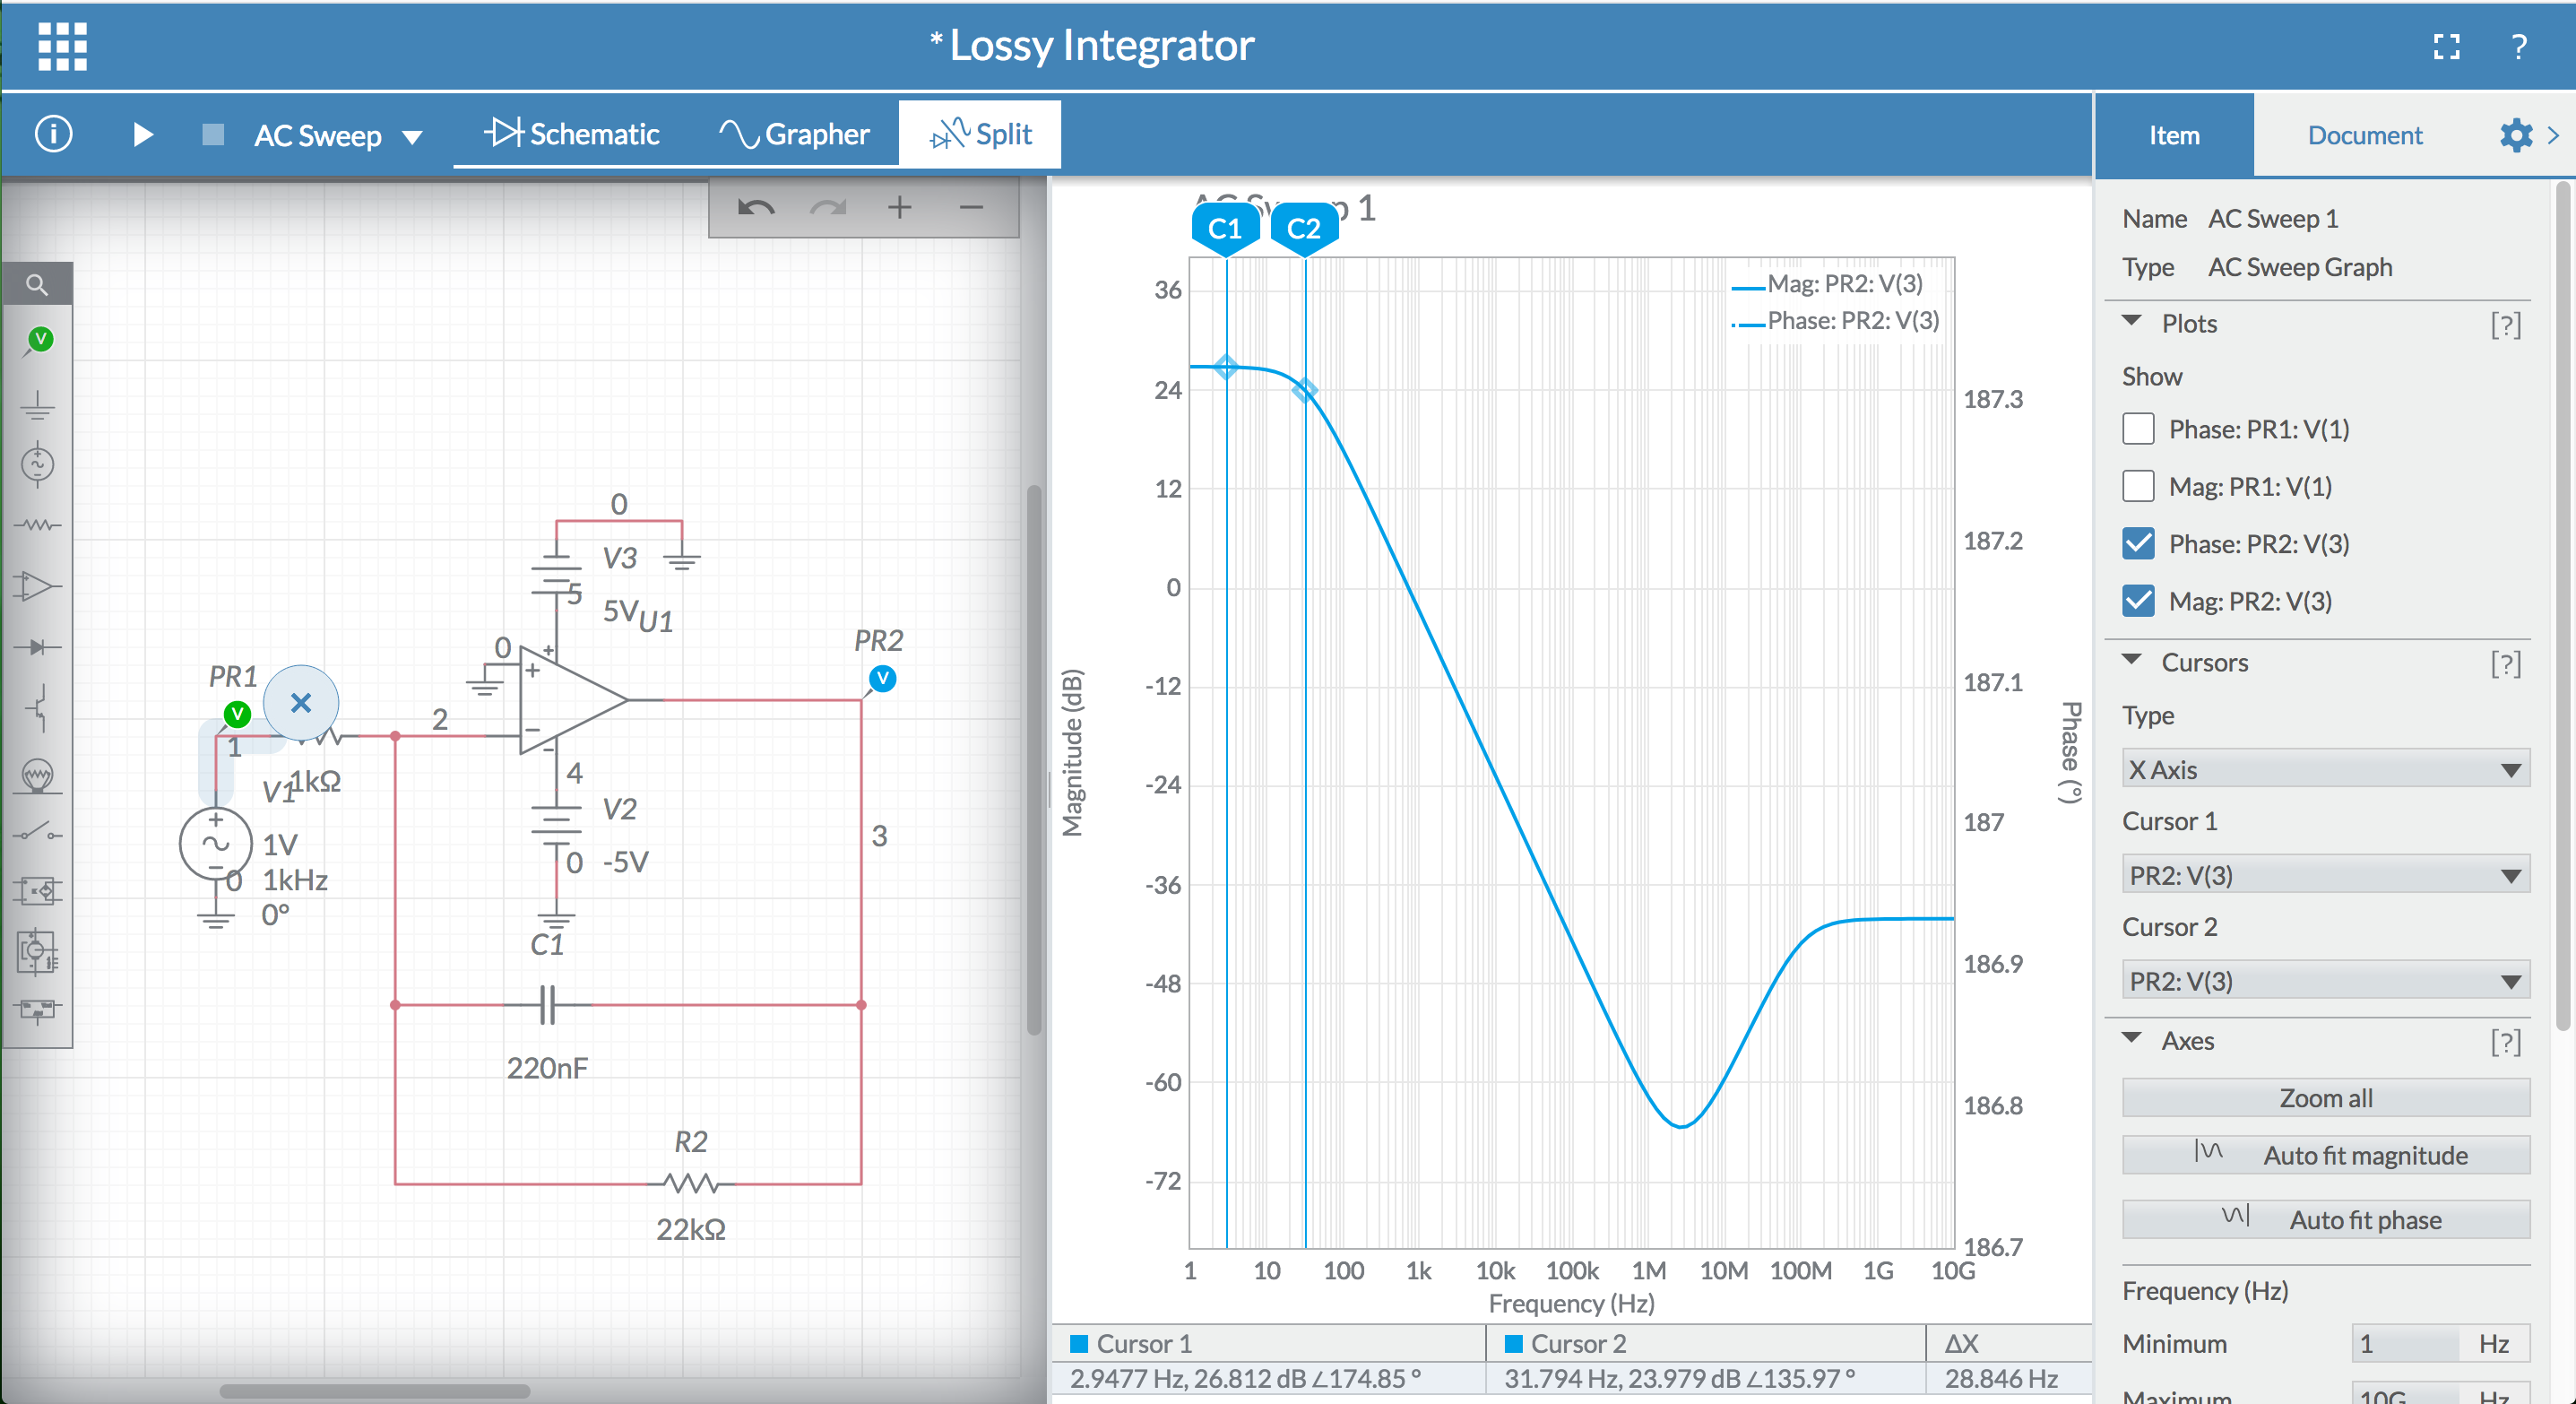 *Lossy Integrator
?
i
AC Sweep
Schematic
Grapher
Split
Item
Document
V
0
V3
5
5V
U1
0
+
+
−
-
PR2
V
PR1
V
1
2
1kΩ
V1
1V
1kHz
0°
+
−
0
4
V2
0
-5V
3
C1
220nF
R2
22kΩ
C1
C2
p 1
Mag: PR2: V(3)
Phase: PR2: V(3)
36
24
12
0
-12
-24
-36
-48
-60
-72
Magnitude (dB)
187.3
187.2
187.1
187
186.9
186.8
186.7
Phase (°)
1 10 100 1k 10k 100k 1M 10M 100M 1G 10G
Frequency (Hz)
Cursor 1 Cursor 2 ΔX
2.9477 Hz, 26.812 dB∠174.85 ° 31.794 Hz, 23.979 dB∠135.97 ° 28.846 Hz
Name AC Sweep 1
Type AC Sweep Graph
Plots [?]
Show
Phase: PR1: V(1)
Mag: PR1: V(1)
Phase: PR2: V(3)
Mag: PR2: V(3)
Cursors [?]
Type
X Axis
Cursor 1
PR2: V(3)
Cursor 2
PR2: V(3)
Axes [?]
Zoom all
Auto fit magnitude
Auto fit phase
Frequency (Hz)
Minimum 1 Hz
Maximum 10G Hz